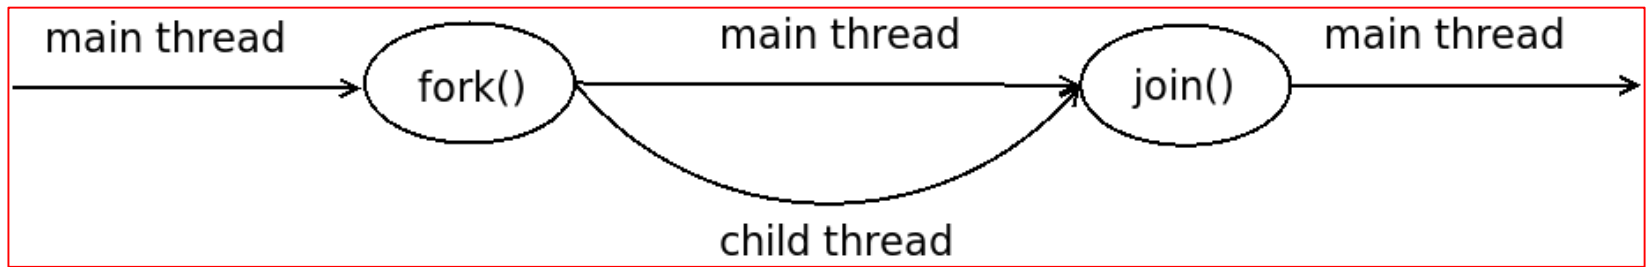 main thread
fork()
main thread
child thread
join()
main thread